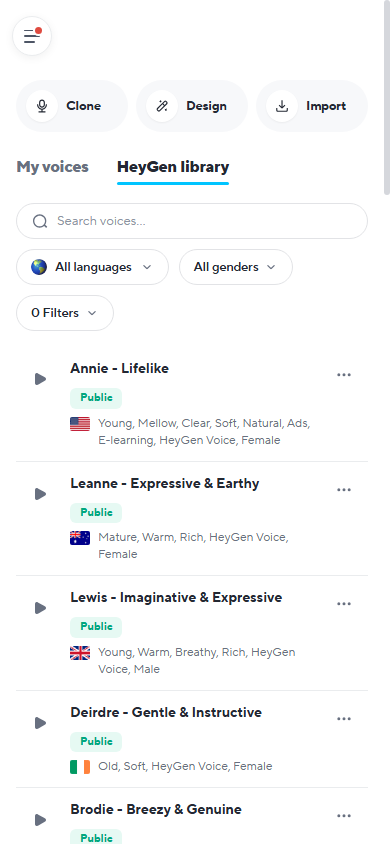 Clone
Design
Import
My voices
HeyGen library
Search voices...
All languages
All genders
0 Filters
Annie - Lifelike
Public
Young, Mellow, Clear, Soft, Natural, Ads,
E-learning, HeyGen Voice, Female
Leanne - Expressive & Earthy
Public
Mature, Warm, Rich, HeyGen Voice,
Female
Lewis - Imaginative & Expressive
Public
Young, Warm, Breathy, Rich, HeyGen
Voice, Male
Deirdre - Gentle & Instructive
Public
Old, Soft, HeyGen Voice, Female
Brodie - Breezy & Genuine
Public